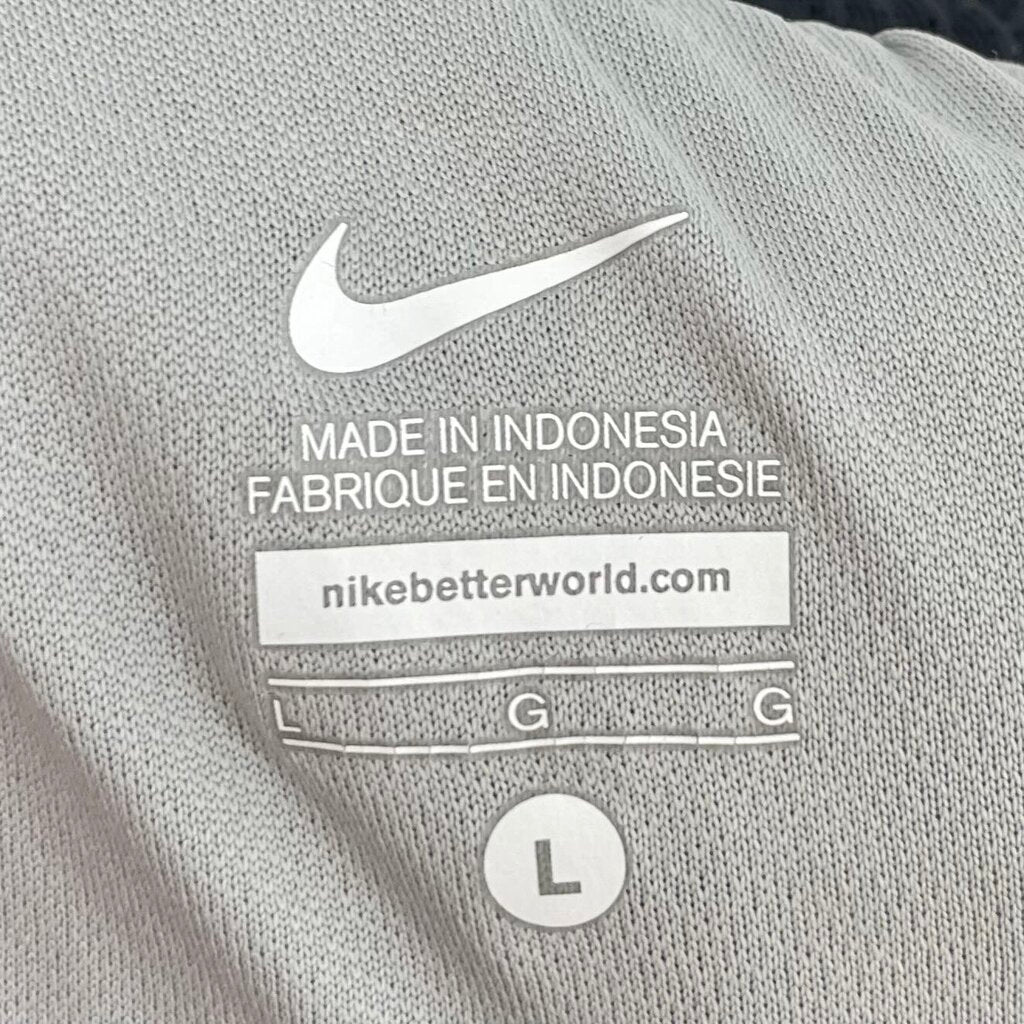 MADE IN INDONESIA
FABRIQUE EN INDONESIE
nikebetterworld.com
L G G
L